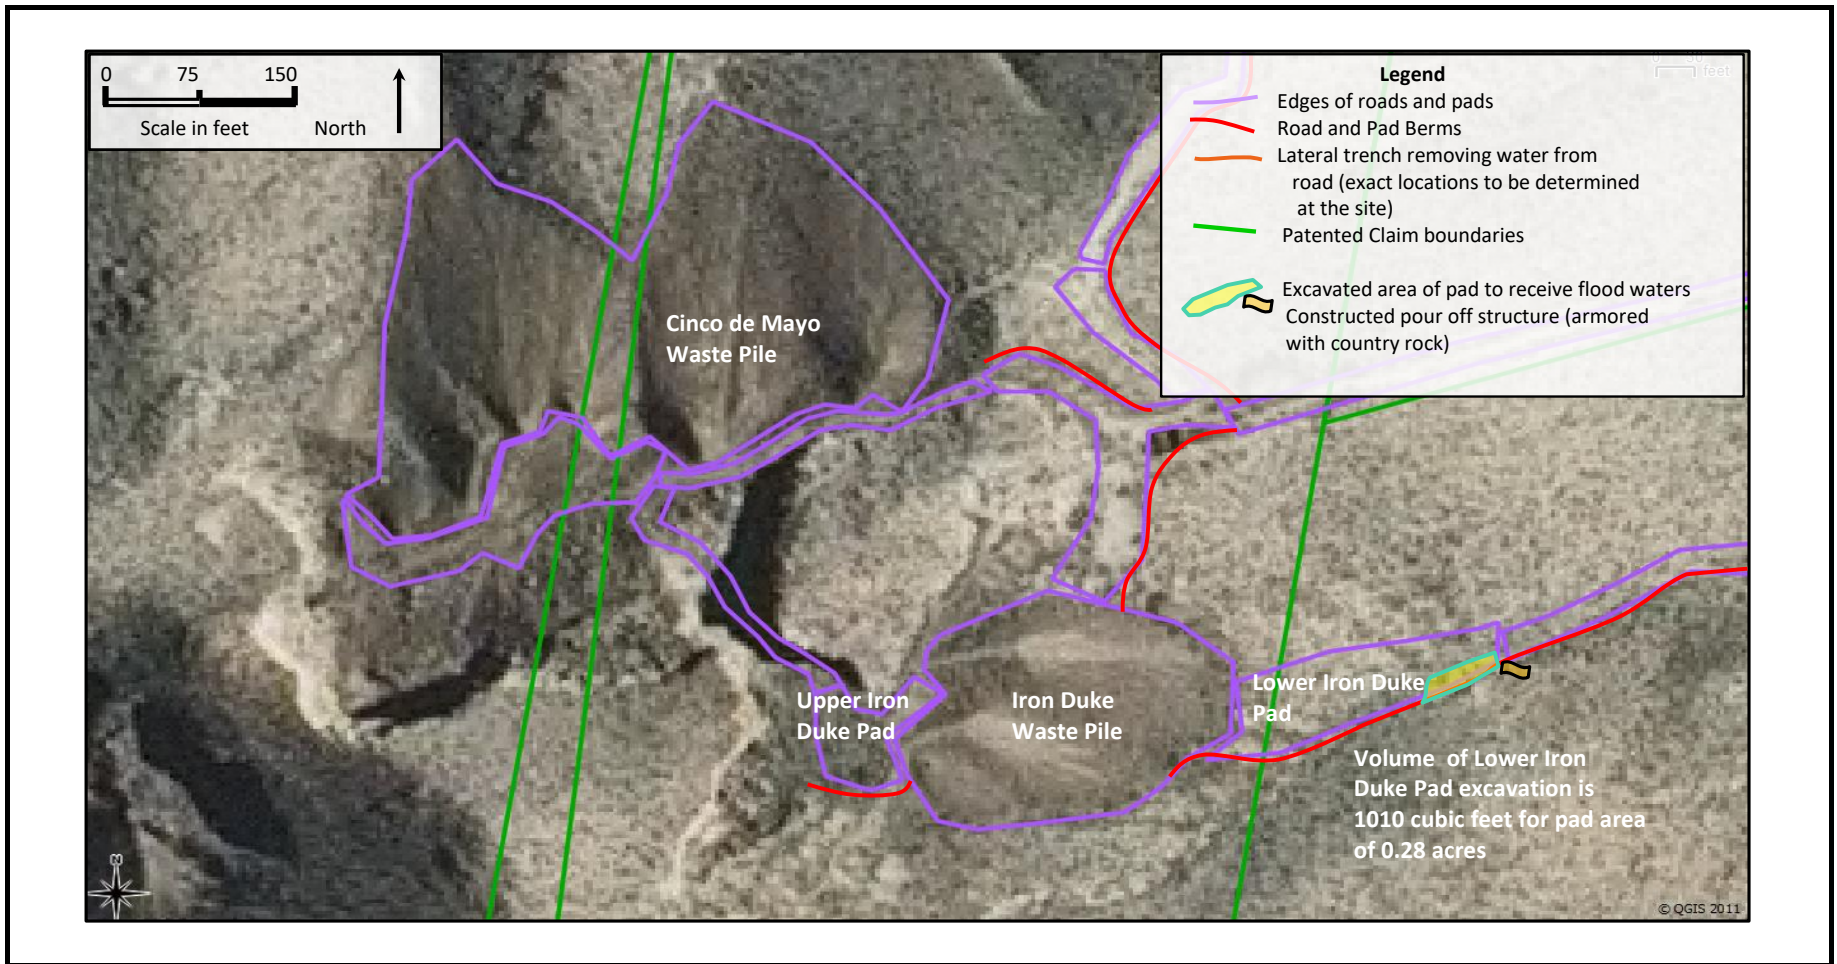 0 75 150
Scale in feet North
Legend
Edges of roads and pads
Road and Pad Berms
Lateral trench removing water from
road (exact locations to be determined
at the site)
Patented Claim boundaries
Excavated area of pad to receive flood waters
Constructed pour off structure (armored
with country rock)
feet
Cinco de Mayo
Waste Pile
Upper Iron
Duke Pad
Iron Duke
Waste Pile
Lower Iron Duke
Pad
Volume of Lower Iron
Duke Pad excavation is
1010 cubic feet for pad area
of 0.28 acres
© QGIS 2011